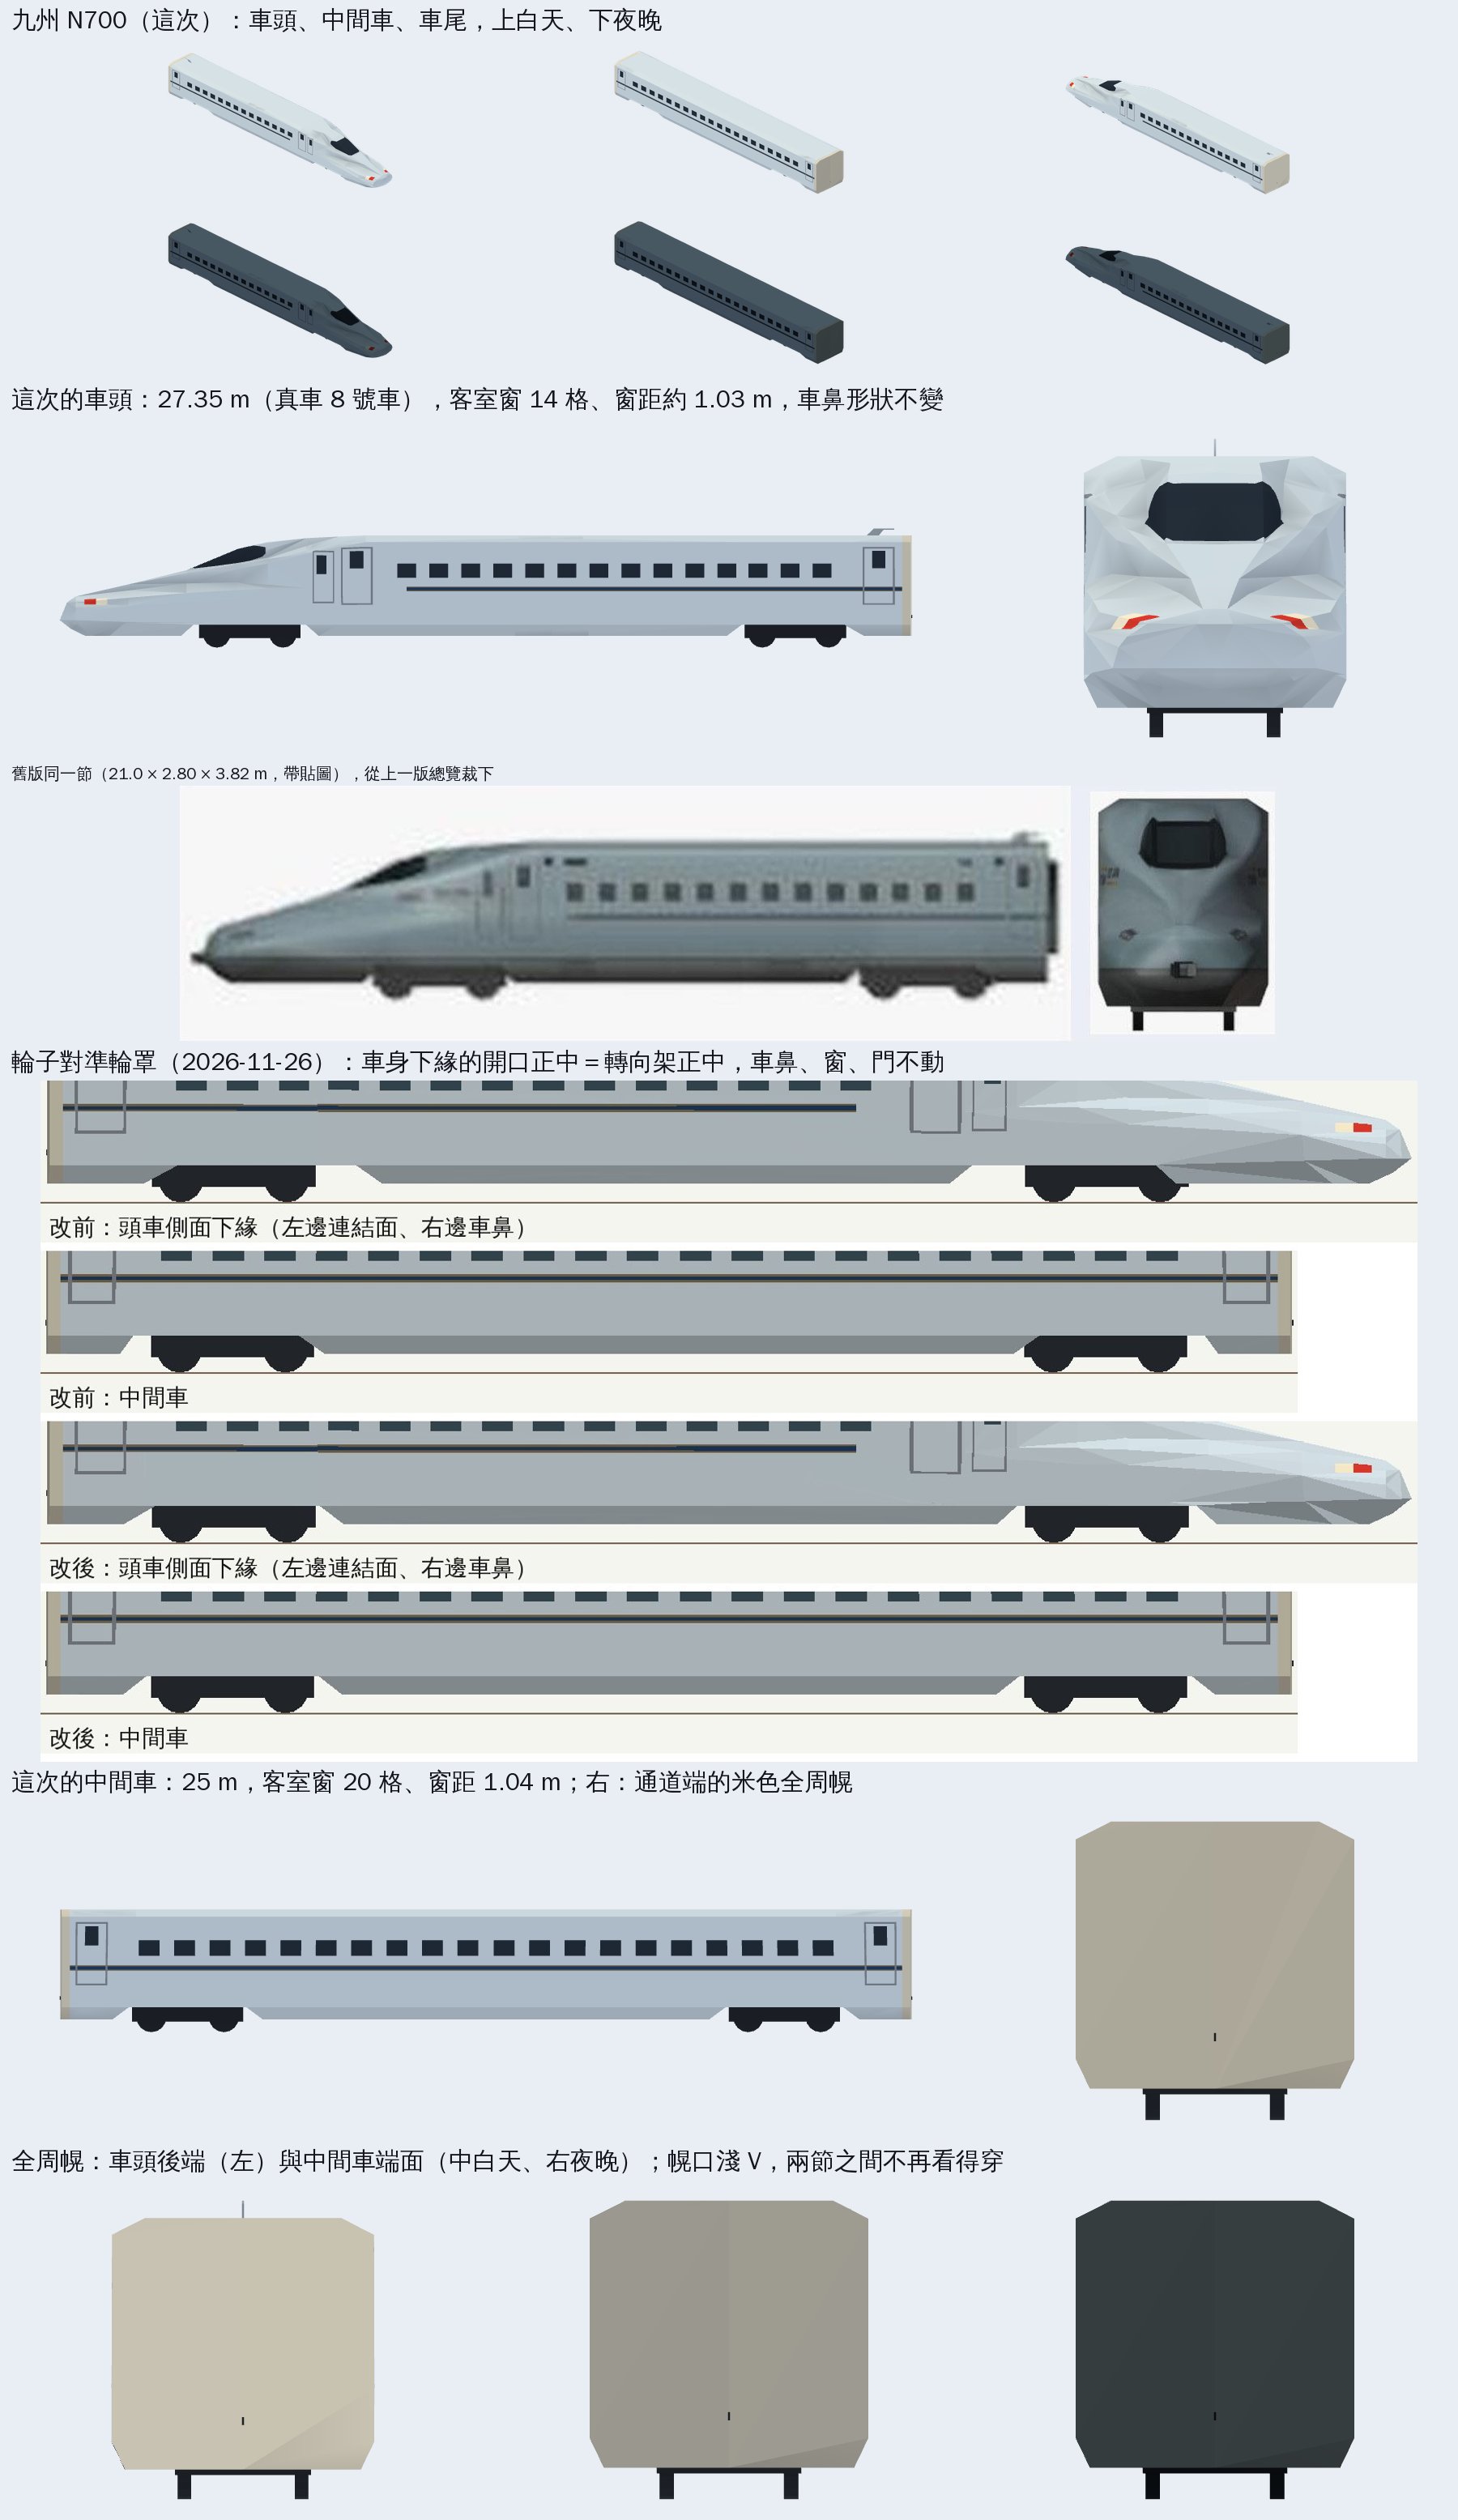 九州 N700（這次）：車頭、中間車、車尾，上白天、下夜晚
這次的車頭：27.35 m（真車 8 號車），客室窗 14 格、窗距約 1.03 m，車鼻形狀不變
舊版同一節（21.0 × 2.80 × 3.82 m，帶貼圖），從上一版總覽裁下
輪子對準輪罩（2026-11-26）：車身下緣的開口正中＝轉向架正中，車鼻、窗、門不動
改前：頭車側面下緣（左邊連結面、右邊車鼻）
改前：中間車
改後：頭車側面下緣（左邊連結面、右邊車鼻）
改後：中間車
這次的中間車：25 m，客室窗 20 格、窗距 1.04 m；右：通道端的米色全周幌
全周幌：車頭後端（左）與中間車端面（中白天、右夜晚）；幌口淺 V，兩節之間不再看得穿